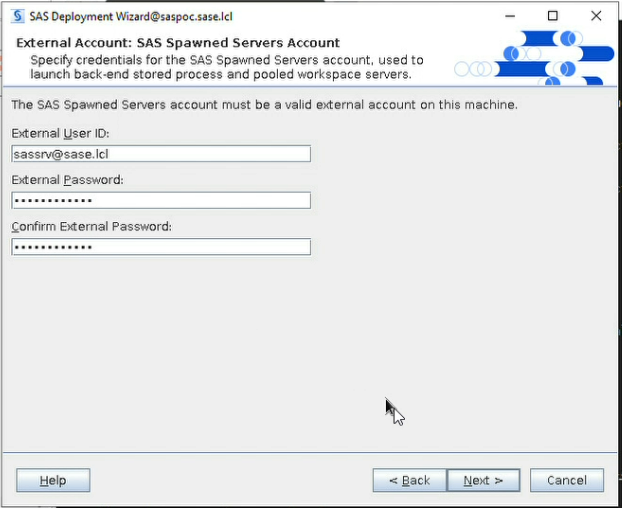 SAS Deployment Wizard@saspoc.sase.lcl
External Account: SAS Spawned Servers Account
Specify credentials for the SAS Spawned Servers account, used to
launch back-end stored process and pooled workspace servers.
The SAS Spawned Servers account must be a valid external account on this machine.
External User ID:
sassrv@sase.lcl
External Password:
••••••••••••
Confirm External Password:
••••••••••••
Help
< Back
Next >
Cancel